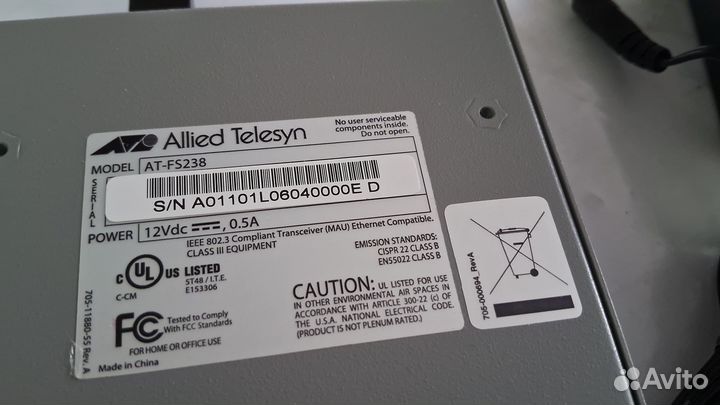 Allied Telesyn
No user serviceable
components inside.
Do not open.
MODEL AT-FS238
SERIAL
S/N A01101L06040000E D
POWER 12Vdc ⎓, 0.5A
IEEE 802.3 Compliant Transceiver (MAU) Ethernet Compatible.
CLASS III EQUIPMENT
EMISSION STANDARDS:
CISPR 22 CLASS B
EN55022 CLASS B
c UL us LISTED
C-CM
5T48 / I.T.E.
E153306
CAUTION: UL LISTED FOR USE
IN OTHER ENVIRONMENTAL AIR SPACES IN
ACCORDANCE WITH ARTICLE 300-22 (c) OF
THE U.S.A. NATIONAL ELECTRICAL CODE.
(PRODUCT IS NOT PLENUM RATED.)
FC Tested to Comply
With FCC Standards
FOR HOME OR OFFICE USE
Made in China
705-11880-55 Rev. A
705-000694_RevA
Avito